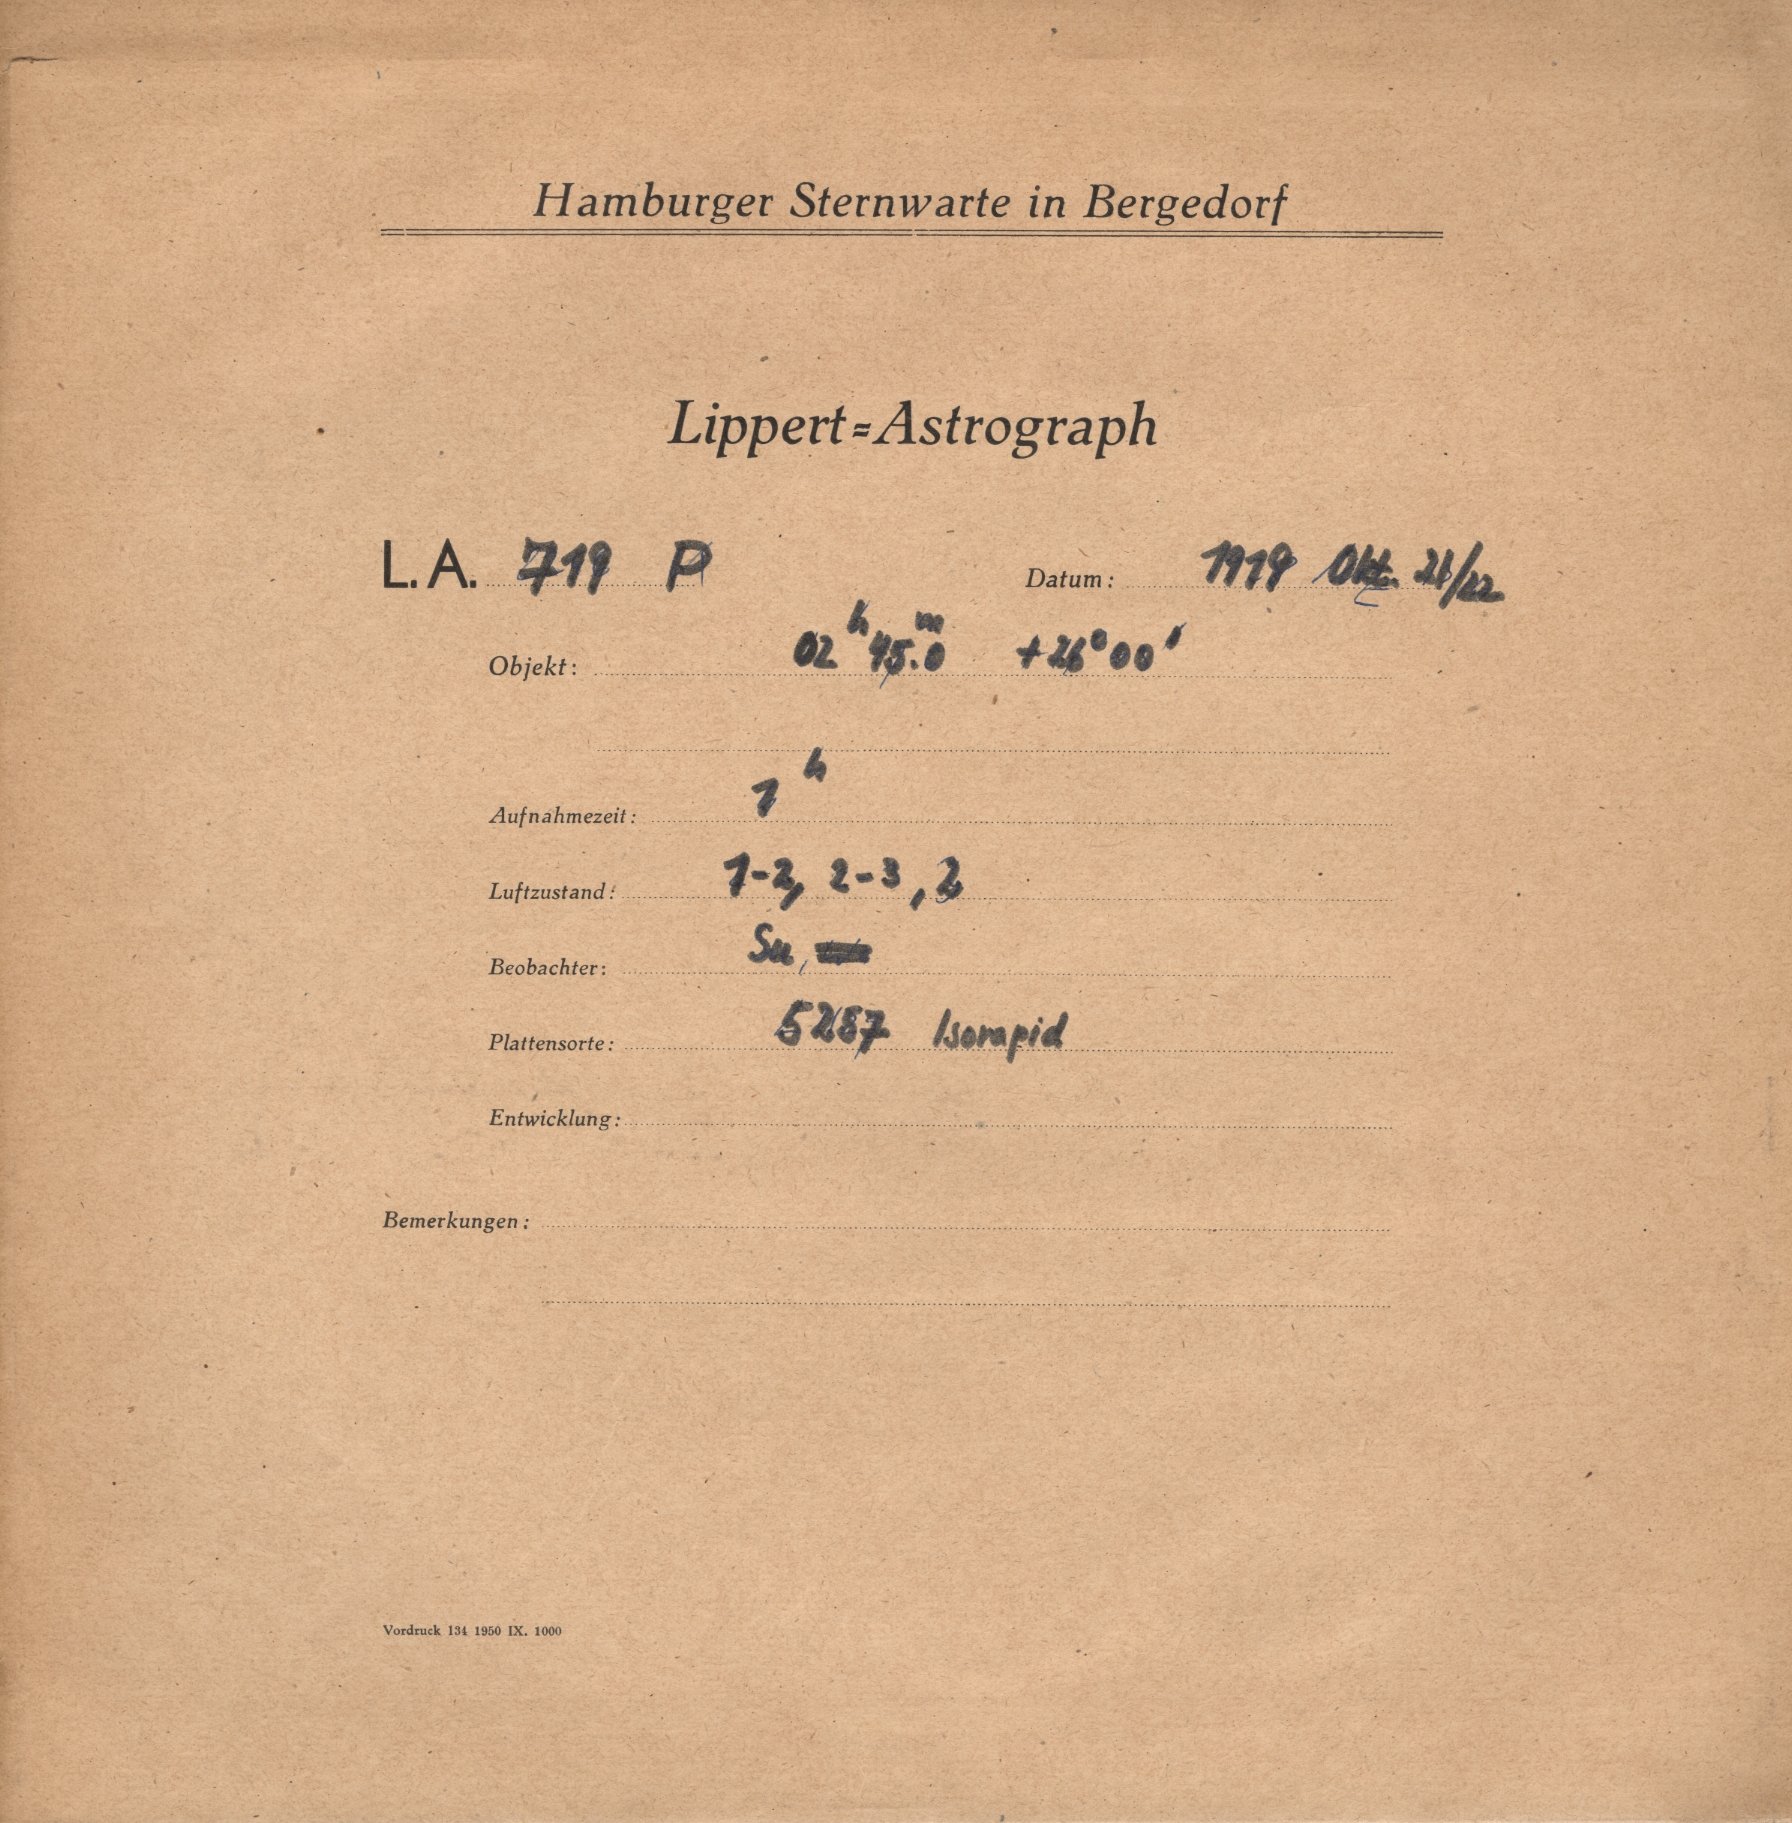 Hamburger Sternwarte in Bergedorf
Lippert=Astrograph
L. A. 719 P Datum: 1919 Okt. 21/22
Objekt: 02ʰ 45.0ᵐ +26°00'
Aufnahmezeit: 1ʰ
Luftzustand: 1-2, 2-3, 2
Beobachter: Su,
Plattensorte: 5287 Isorapid
Entwicklung:
Bemerkungen:
Vordruck 134 1950 IX. 1000